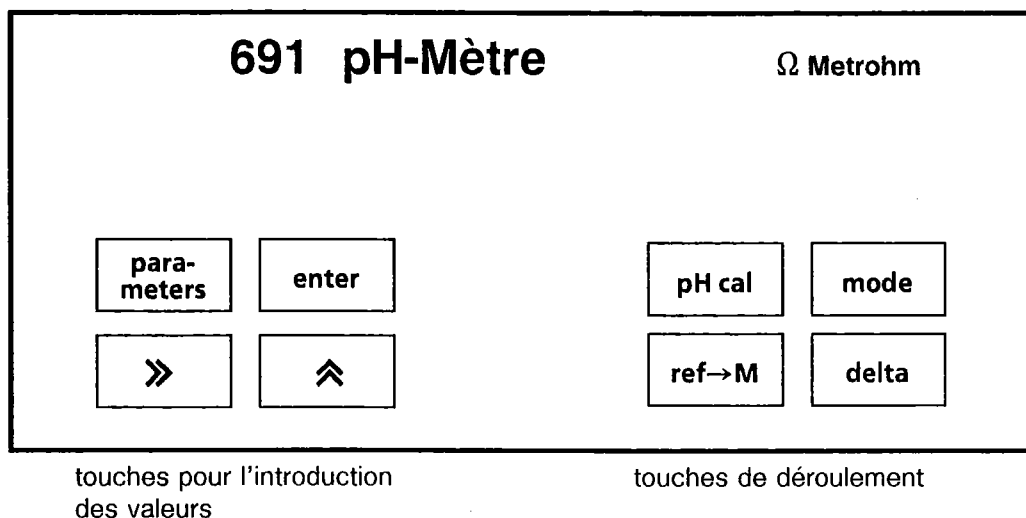 691 pH-Mètre
Ω Metrohm
para-
meters
enter
pH cal
mode
»
ref→M
delta
touches pour l'introduction
des valeurs
touches de déroulement